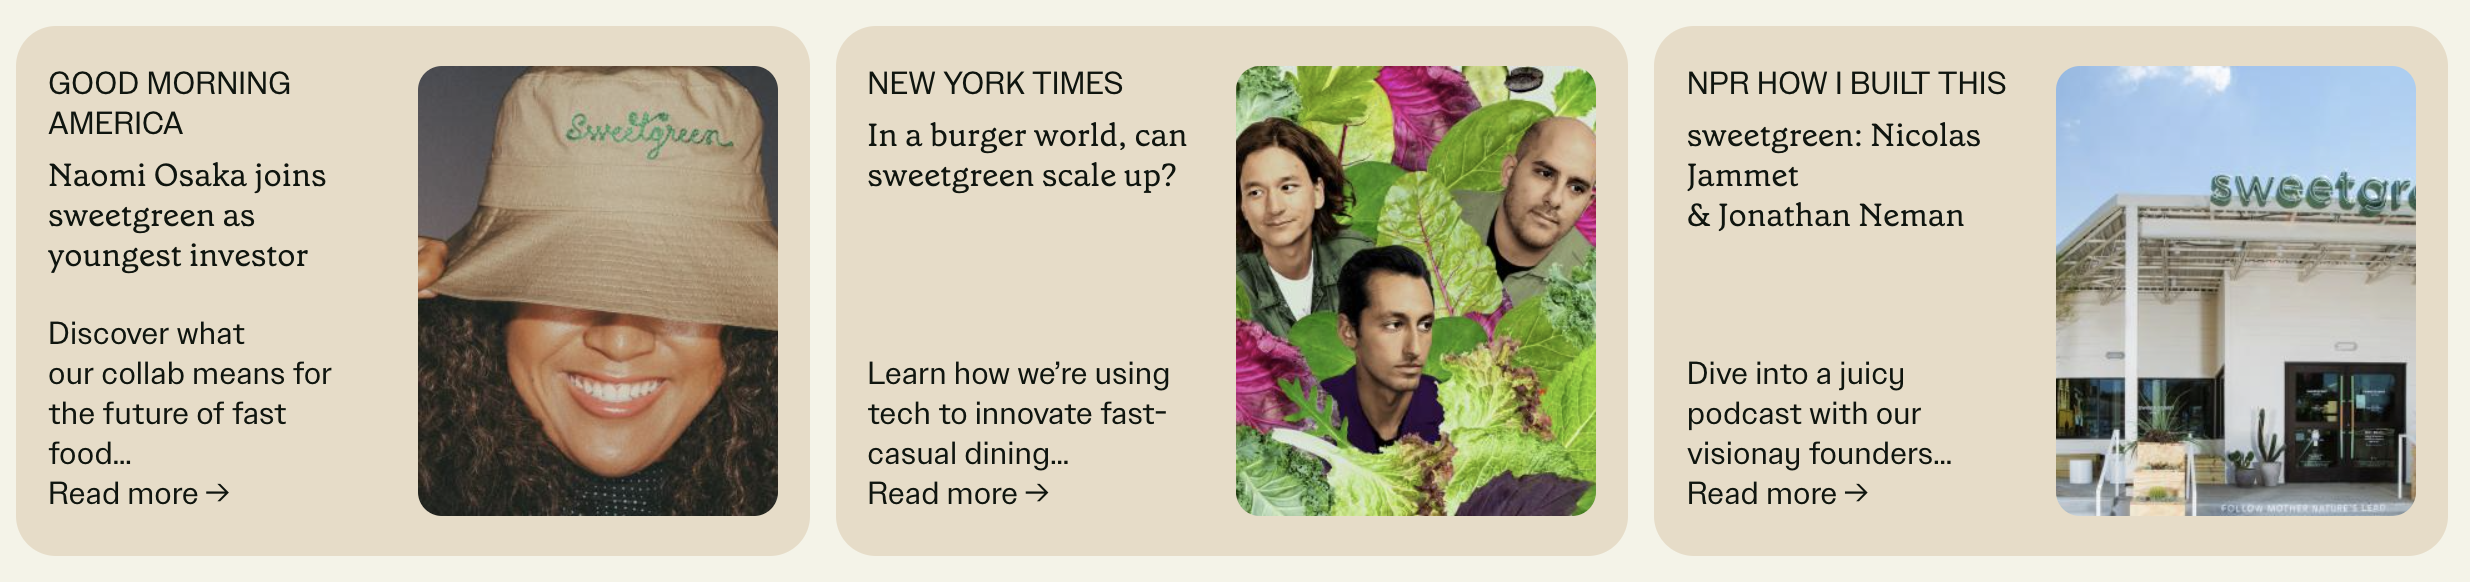 GOOD MORNING
AMERICA
Naomi Osaka joins
sweetgreen as
youngest investor
Discover what
our collab means for
the future of fast
food...
Read more →
Sweetgreen
NEW YORK TIMES
In a burger world, can
sweetgreen scale up?
Learn how we’re using
tech to innovate fast-
casual dining...
Read more →
NPR HOW I BUILT THIS
sweetgreen: Nicolas
Jammet
& Jonathan Neman
Dive into a juicy
podcast with our
visionay founders...
Read more →
sweetgr
FOLLOW MOTHER NATURE'S LEAD